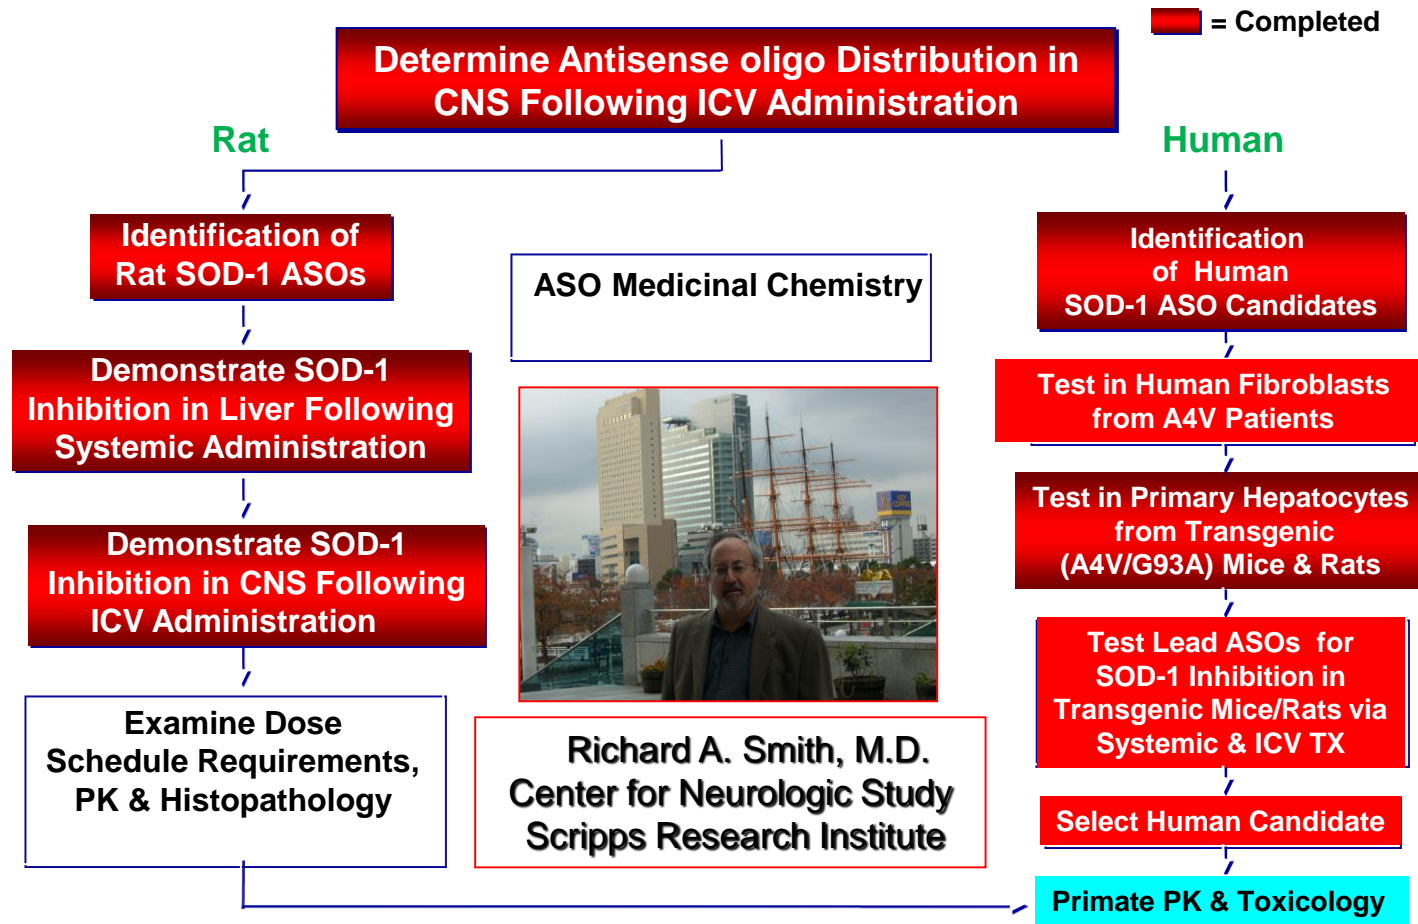 = Completed
Determine Antisense oligo Distribution in
CNS Following ICV Administration
Rat
Human
Identification of
Rat SOD-1 ASOs
Demonstrate SOD-1
Inhibition in Liver Following
Systemic Administration
Demonstrate SOD-1
Inhibition in CNS Following
ICV Administration
Examine Dose
Schedule Requirements,
PK & Histopathology
ASO Medicinal Chemistry
Richard A. Smith, M.D.
Center for Neurologic Study
Scripps Research Institute
Identification
of Human
SOD-1 ASO Candidates
Test in Human Fibroblasts
from A4V Patients
Test in Primary Hepatocytes
from Transgenic
(A4V/G93A) Mice & Rats
Test Lead ASOs for
SOD-1 Inhibition in
Transgenic Mice/Rats via
Systemic & ICV TX
Select Human Candidate
Primate PK & Toxicology